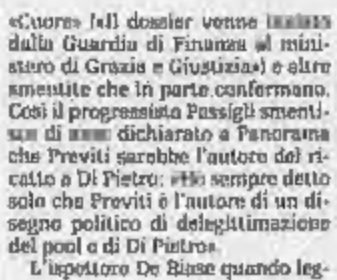 «Cuore» («Il dossier venne
dalla Guardia di Finanza al mini-
stero di Grazia e Giustizia») e altre
smentite che in parte confermano.
Così il progressista Passigli smenti-
sce di dichiarato a Panorama
che Previti sarebbe l'autore del ri-
catto a Di Pietro: sempre detto
solo che Previti è l'autore di un di-
segno politico di delegittimazione
del pool e di Di Pietro».
L'ispettore De Biase quando leg-